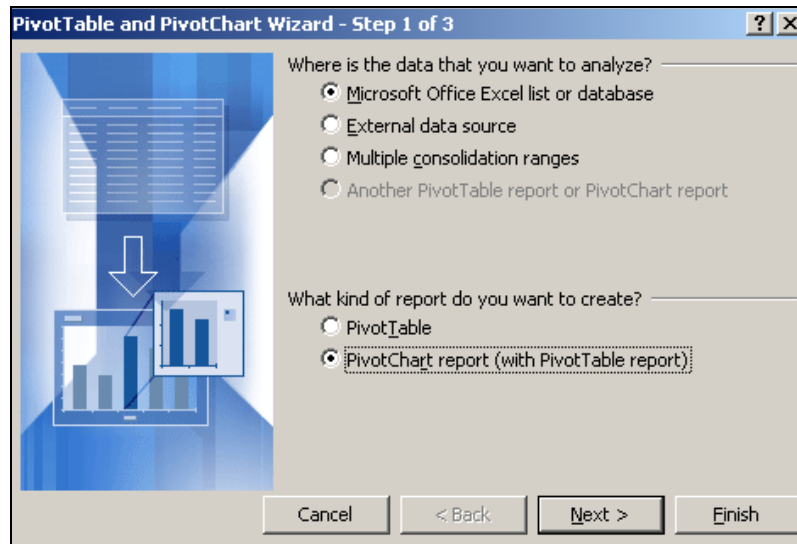 PivotTable and PivotChart Wizard - Step 1 of 3
Where is the data that you want to analyze?
Microsoft Office Excel list or database
External data source
Multiple consolidation ranges
Another PivotTable report or PivotChart report
What kind of report do you want to create?
PivotTable
PivotChart report (with PivotTable report)
Cancel < Back Next > Finish